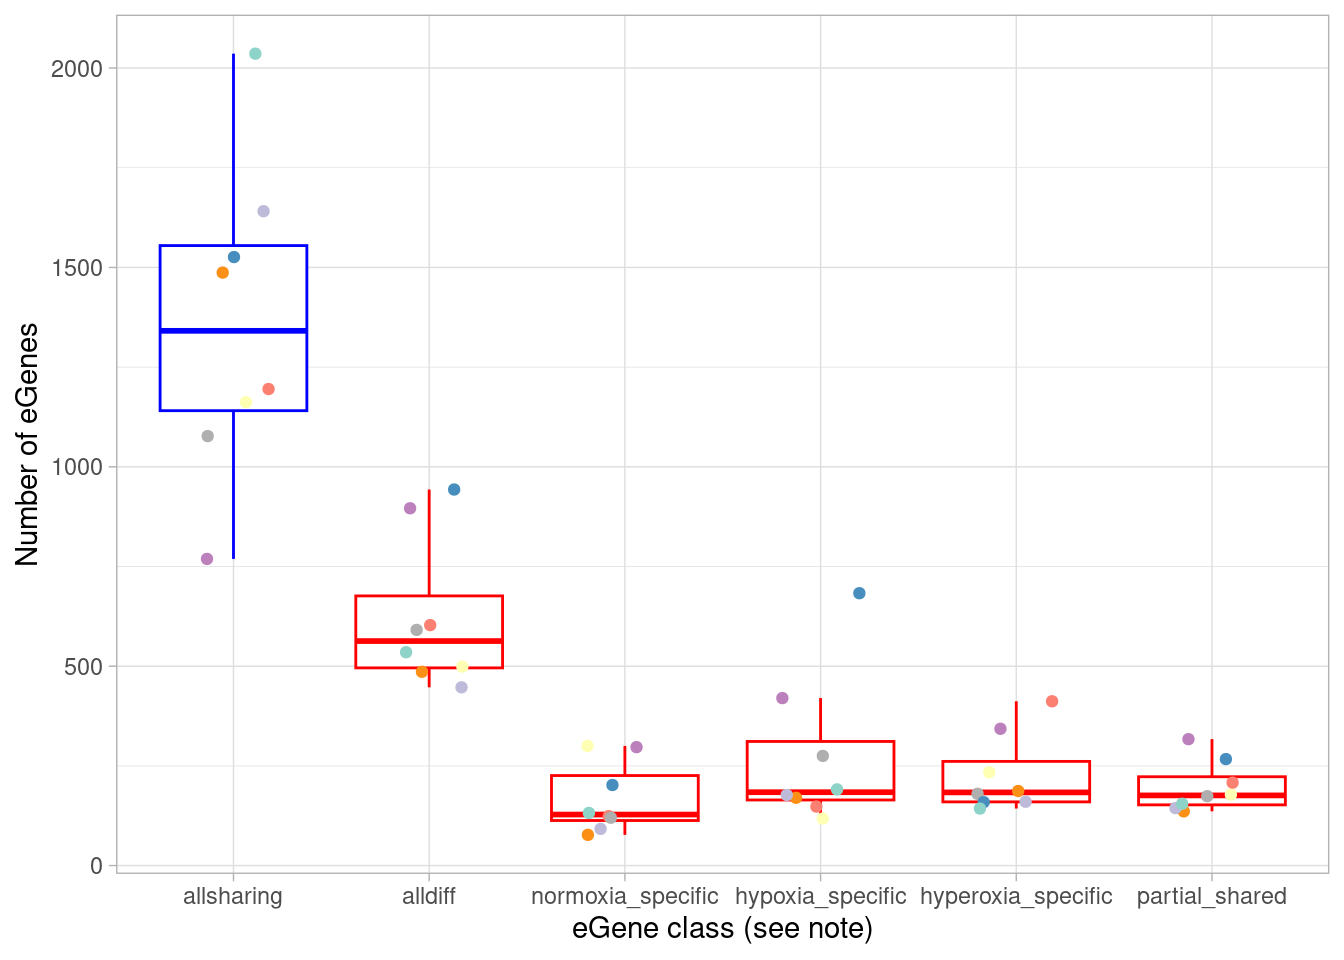 Number of eGenes
2000
1500
1000
500
0
allsharing alldiff normoxia_specific hypoxia_specific hyperoxia_specific partial_shared
eGene class (see note)